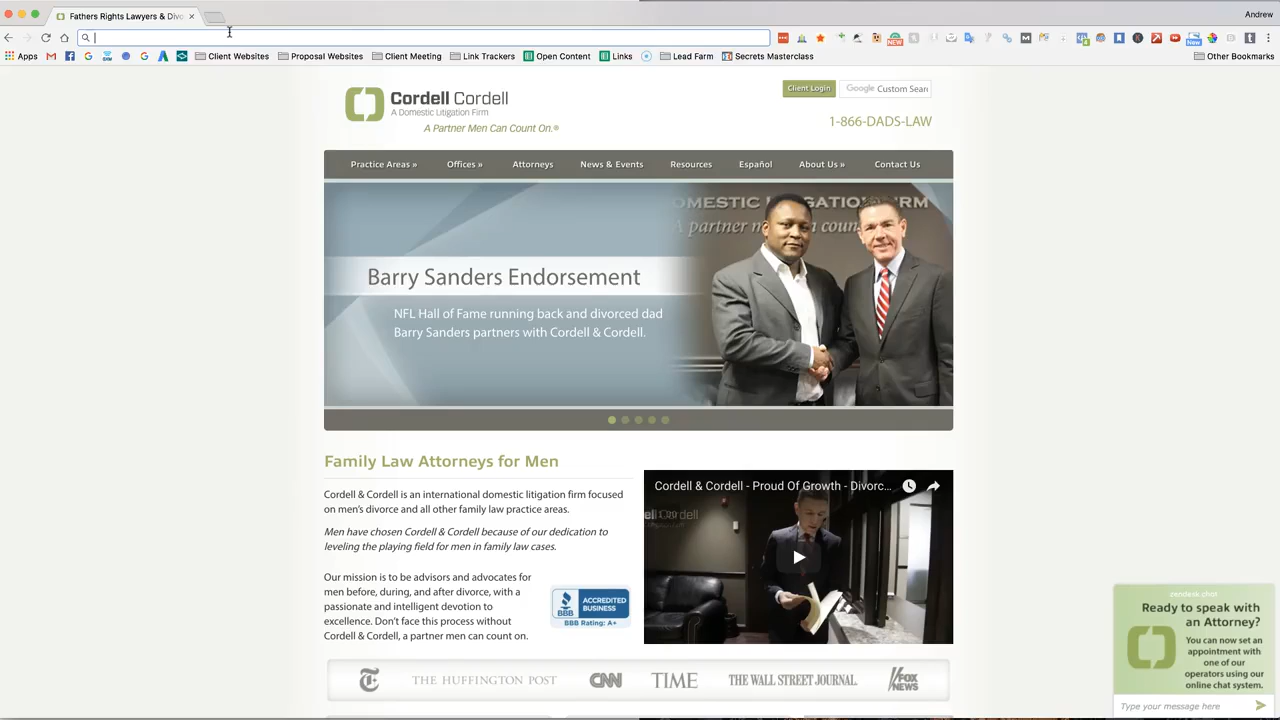 Fathers Rights Lawyers & Divo
Andrew
Apps
Client Websites
Proposal Websites
Client Meeting
Link Trackers
Open Content
Links
Lead Farm
Secrets Masterclass
Other Bookmarks
Cordell Cordell
A Domestic Litigation Firm
A Partner Men Can Count On.®
Client Login
Google Custom Sear
1-866-DADS-LAW
Practice Areas »
Offices »
Attorneys
News & Events
Resources
Español
About Us »
Contact Us
OMESTIC LITIGATION FIRM
A partner m
n coun
Barry Sanders Endorsement
NFL Hall of Fame running back and divorced dad
Barry Sanders partners with Cordell & Cordell.
Family Law Attorneys for Men
Cordell & Cordell is an international domestic litigation firm focused
on men's divorce and all other family law practice areas.
Men have chosen Cordell & Cordell because of our dedication to
leveling the playing field for men in family law cases.
Our mission is to be advisors and advocates for
men before, during, and after divorce, with a
passionate and intelligent devotion to
excellence. Don't face this process without
Cordell & Cordell, a partner men can count on.
BBB
ACCREDITED
BUSINESS
BBB Rating: A+
Cordell & Cordell - Proud Of Growth - Divorc...
THE HUFFINGTON POST
CNN
TIME
THE WALL STREET JOURNAL.
FOX
NEWS
zendesk chat
Ready to speak with
an Attorney?
You can now set an
appointment with
one of our
operators using our
online chat system.
Type your message here